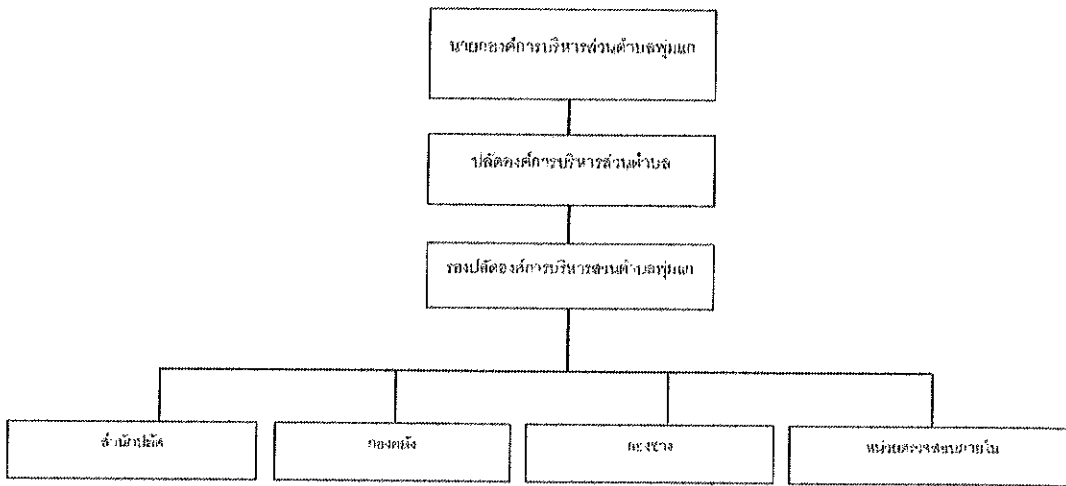 นายกองค์การบริหารส่วนตำบลพุ่มแก
ปลัดองค์การบริหารส่วนตำบล
รองปลัดองค์การบริหารส่วนตำบลพุ่มแก
สำนักปลัด
กองคลัง
กองช่าง
หน่วยตรวจสอบภายใน